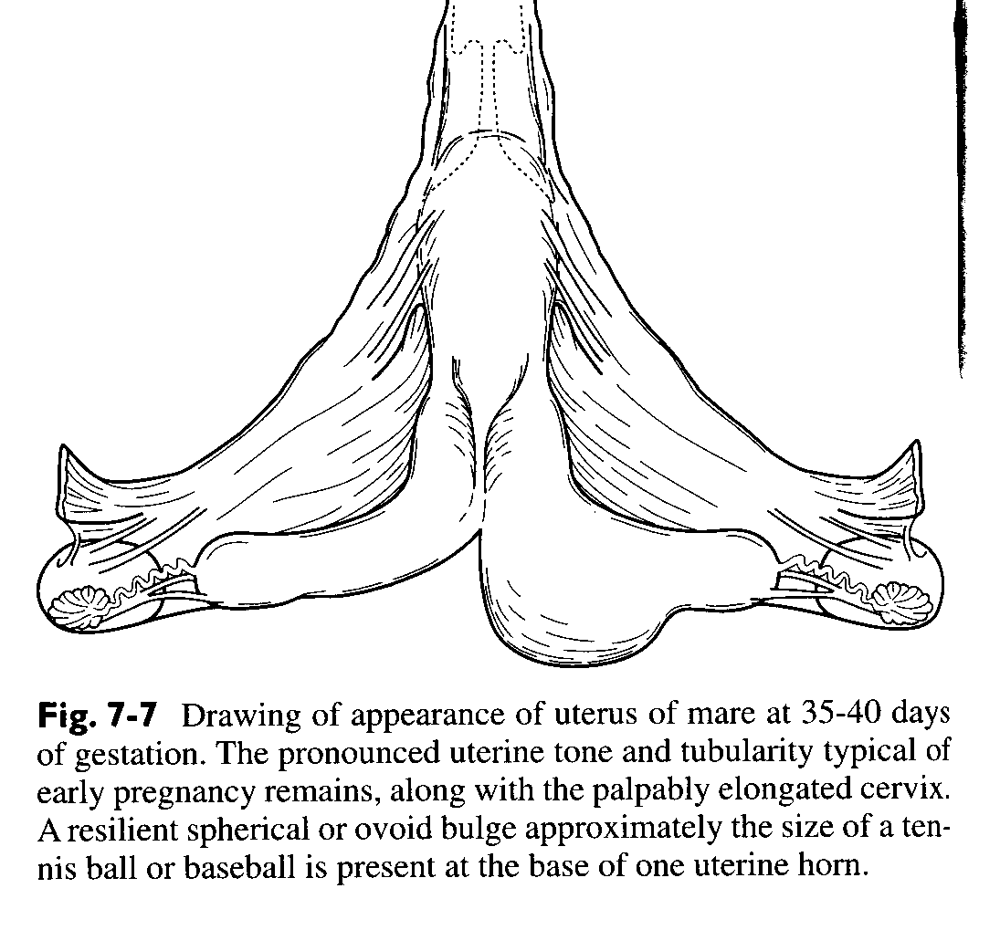 Fig. 7-7 Drawing of appearance of uterus of mare at 35-40 days
of gestation. The pronounced uterine tone and tubularity typical of
early pregnancy remains, along with the palpably elongated cervix.
A resilient spherical or ovoid bulge approximately the size of a ten-
nis ball or baseball is present at the base of one uterine horn.